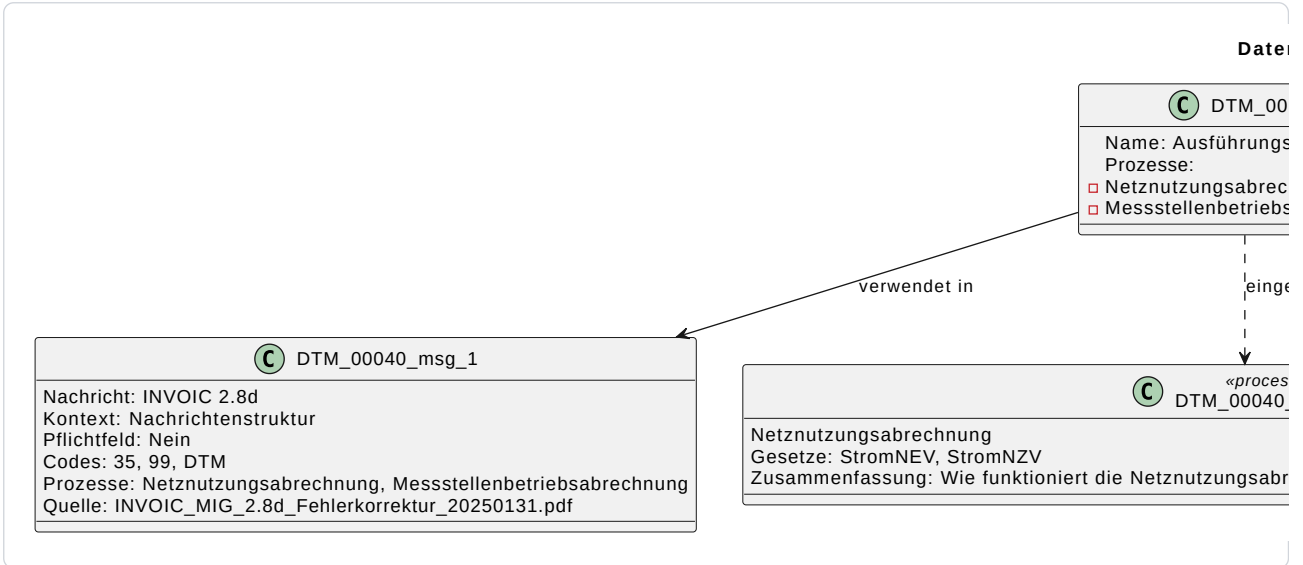 Daten
C DTM_00
Name: Ausführungs
Prozesse:
Netznutzungsabrec
Messstellenbetriebs
verwendet in
einge
C DTM_00040_msg_1
Nachricht: INVOIC 2.8d
Kontext: Nachrichtenstruktur
Pflichtfeld: Nein
Codes: 35, 99, DTM
Prozesse: Netznutzungsabrechnung, Messstellenbetriebsabrechnung
Quelle: INVOIC_MIG_2.8d_Fehlerkorrektur_20250131.pdf
«proces
C DTM_00040_
Netznutzungsabrechnung
Gesetze: StromNEV, StromNZV
Zusammenfassung: Wie funktioniert die Netznutzungsabr